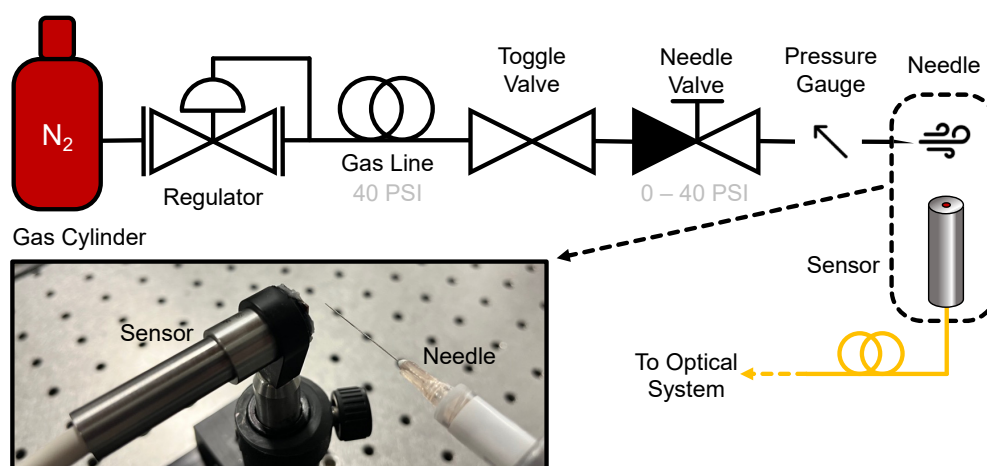 Toggle
Valve
Needle
Valve
Pressure
Gauge
Needle
N2
Gas Line
Regulator
40 PSI
0 – 40 PSI
Gas Cylinder
Sensor
Sensor
Needle
To Optical
System